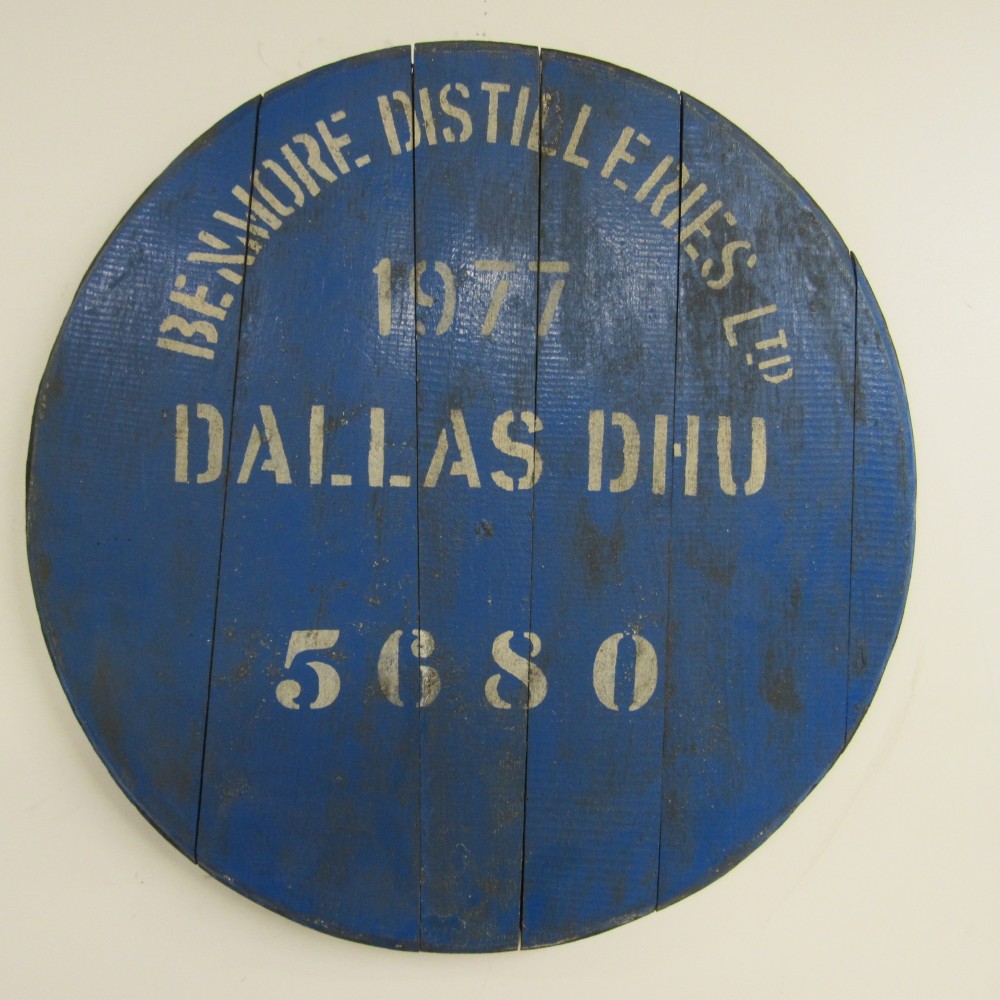 BENMORE DISTILLERIES LTD
1977
DALLAS DHU
5680